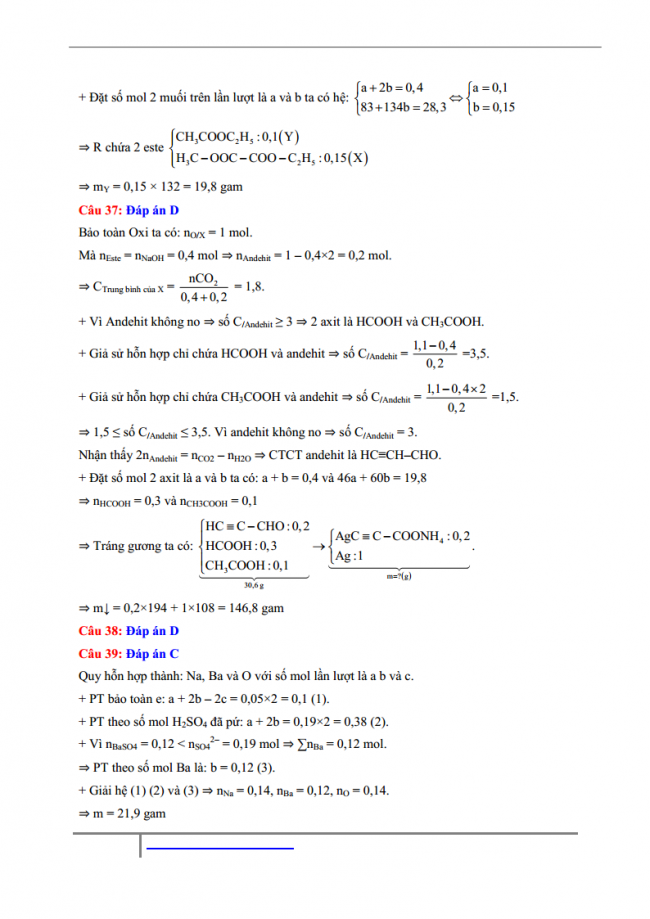 + Đặt số mol 2 muối trên lần lượt là a và b ta có hệ: {a + 2b = 0,4 83 + 134b = 28,3 ⇔ {a = 0,1 b = 0,15
⇒ R chứa 2 este {CH₃COOC₂H₅ : 0,1(Y) H₃C − OOC − COO − C₂H₅ : 0,15(X)
⇒ mY = 0,15 × 132 = 19,8 gam
Câu 37: Đáp án D
Bảo toàn Oxi ta có: nO/X = 1 mol.
Mà nEste = nNaOH = 0,4 mol ⇒ nAndehit = 1 – 0,4×2 = 0,2 mol.
⇒ CTrung bình của X = nCO₂ / (0,4 + 0,2) = 1,8.
+ Vì Andehit không no ⇒ số C/Andehit ≥ 3 ⇒ 2 axit là HCOOH và CH₃COOH.
+ Giả sử hỗn hợp chỉ chứa HCOOH và andehit ⇒ số C/Andehit = (1,1 − 0,4) / 0,2 =3,5.
+ Giả sử hỗn hợp chỉ chứa CH₃COOH và andehit ⇒ số C/Andehit = (1,1 − 0,4 × 2) / 0,2 =1,5.
⇒ 1,5 ≤ số C/Andehit ≤ 3,5. Vì andehit không no ⇒ số C/Andehit = 3.
Nhận thấy 2nAndehit = nCO2 – nH2O ⇒ CTCT andehit là HC≡CH–CHO.
+ Đặt số mol 2 axit là a và b ta có: a + b = 0,4 và 46a + 60b = 19,8
⇒ nHCOOH = 0,3 và nCH3COOH = 0,1
⇒ Tráng gương ta có: {HC ≡ C − CHO : 0,2 HCOOH : 0,3 CH₃COOH : 0,1 (30,6 g) → {AgC ≡ C − COONH₄ : 0,2 Ag : 1 (m=?(g)) .
⇒ m↓ = 0,2×194 + 1×108 = 146,8 gam
Câu 38: Đáp án D
Câu 39: Đáp án C
Quy hỗn hợp thành: Na, Ba và O với số mol lần lượt là a b và c.
+ PT bảo toàn e: a + 2b – 2c = 0,05×2 = 0,1 (1).
+ PT theo số mol H₂SO₄ đã pứ: a + 2b = 0,19×2 = 0,38 (2).
+ Vì nBaSO4 = 0,12 < nSO4²⁻ = 0,19 mol ⇒ ∑nBa = 0,12 mol.
⇒ PT theo số mol Ba là: b = 0,12 (3).
+ Giải hệ (1) (2) và (3) ⇒ nNa = 0,14, nBa = 0,12, nO = 0,14.
⇒ m = 21,9 gam